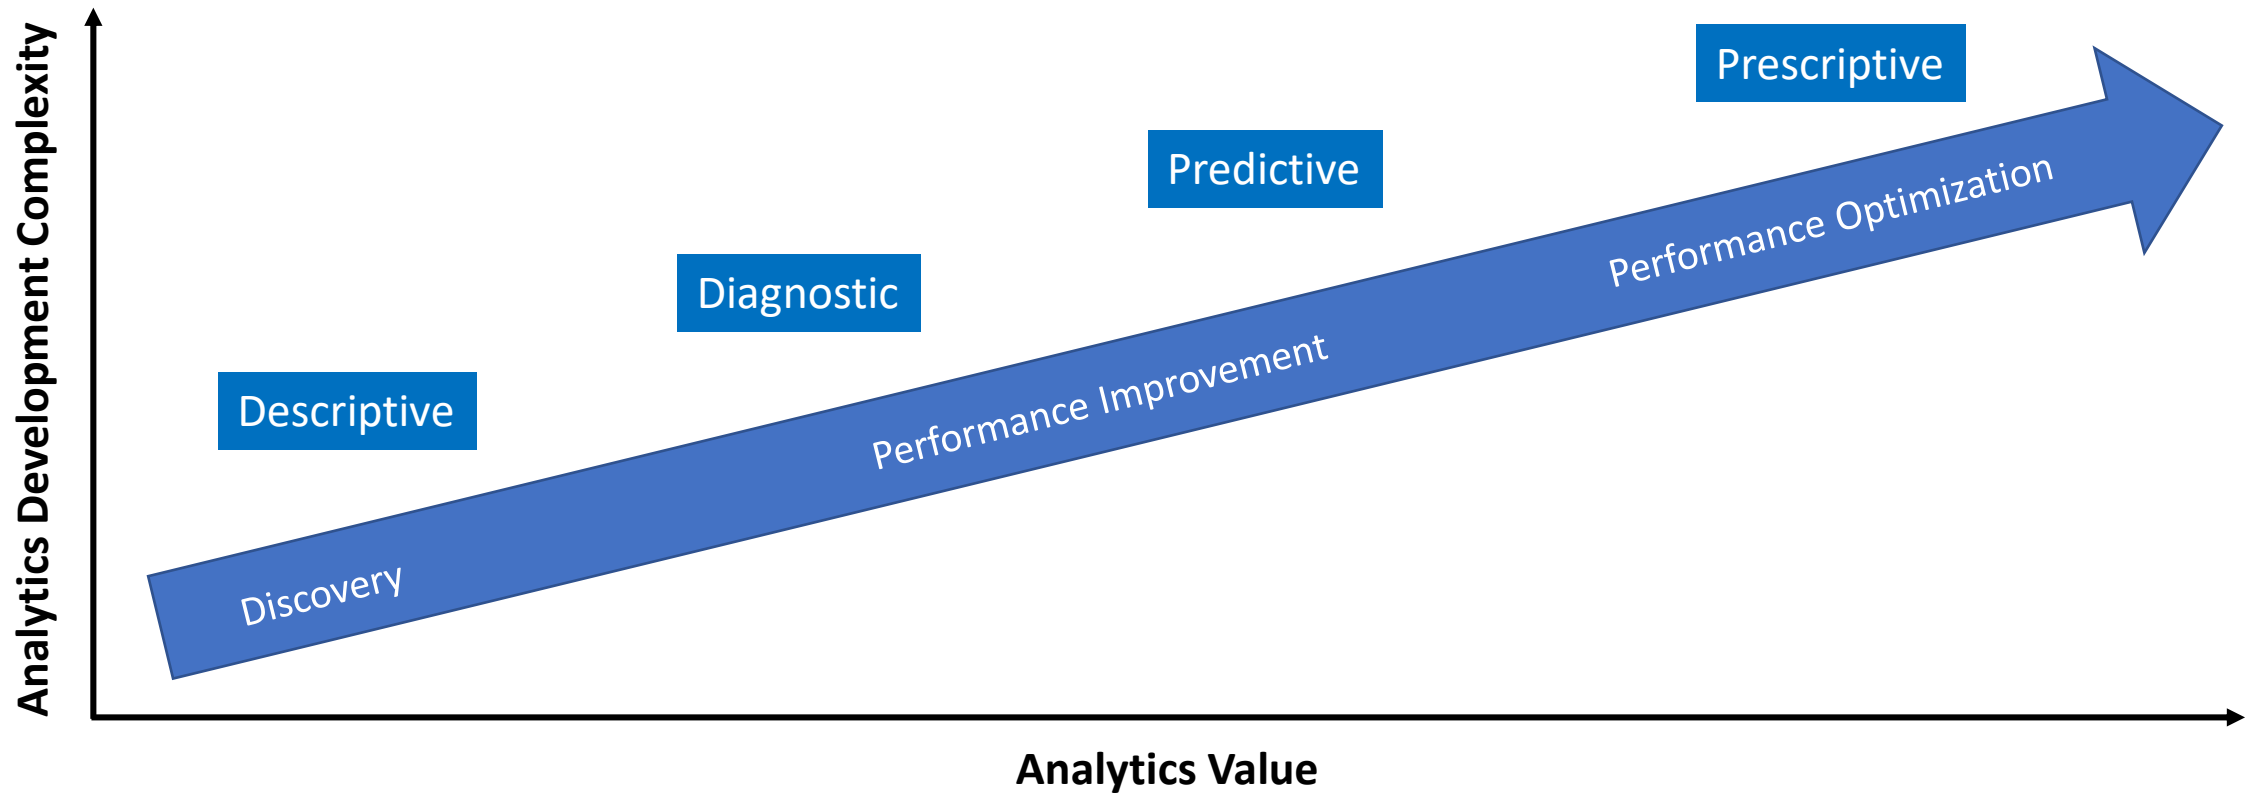 Analytics Development Complexity
Prescriptive
Predictive
Diagnostic
Descriptive
Discovery
Performance Improvement
Performance Optimization
Analytics Value